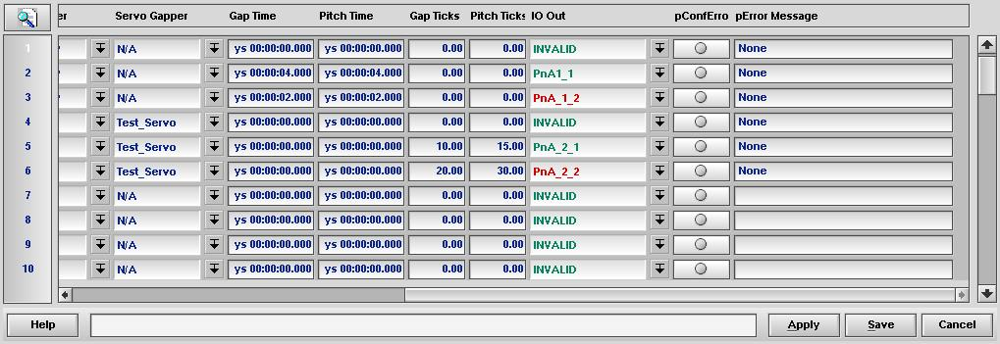 er Servo Gapper Gap Time Pitch Time Gap Ticks Pitch Ticks IO Out pConfErro pError Message
1 N/A ys 00:00:00.000 ys 00:00:00.000 0.00 0.00 INVALID None
2 N/A ys 00:00:04.000 ys 00:00:04.000 0.00 0.00 PnA1_1 None
3 N/A ys 00:00:02.000 ys 00:00:02.000 0.00 0.00 PnA_1_2 None
4 Test_Servo ys 00:00:00.000 ys 00:00:00.000 0.00 0.00 INVALID None
5 Test_Servo ys 00:00:00.000 ys 00:00:00.000 10.00 15.00 PnA_2_1 None
6 Test_Servo ys 00:00:00.000 ys 00:00:00.000 20.00 30.00 PnA_2_2 None
7 N/A ys 00:00:00.000 ys 00:00:00.000 0.00 0.00 INVALID
8 N/A ys 00:00:00.000 ys 00:00:00.000 0.00 0.00 INVALID
9 N/A ys 00:00:00.000 ys 00:00:00.000 0.00 0.00 INVALID
10 N/A ys 00:00:00.000 ys 00:00:00.000 0.00 0.00 INVALID
Help Apply Save Cancel